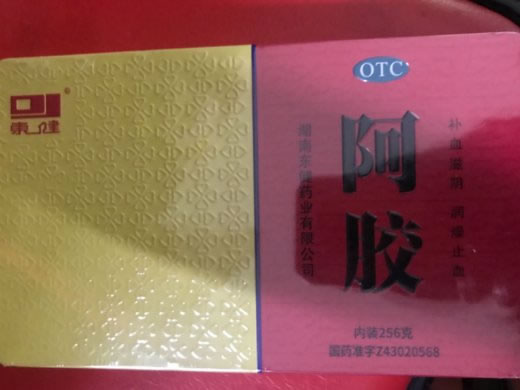 東健
®
OTC
阿胶
补血滋阴 润燥止血
湖南东健药业有限公司
内装256克
国药准字Z43020568